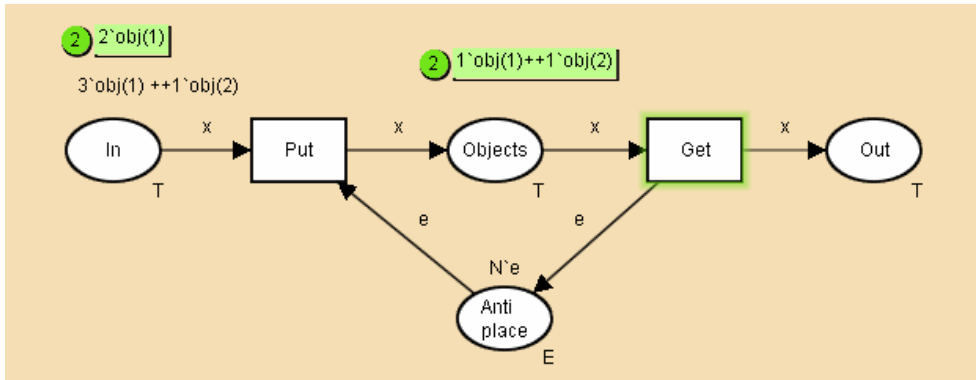 2 2`obj(1)
2 1`obj(1)++1`obj(2)
3`obj(1) ++1`obj(2)
x x x x
In Put Objects Get Out
T T T
e e
N`e
Anti
place
E